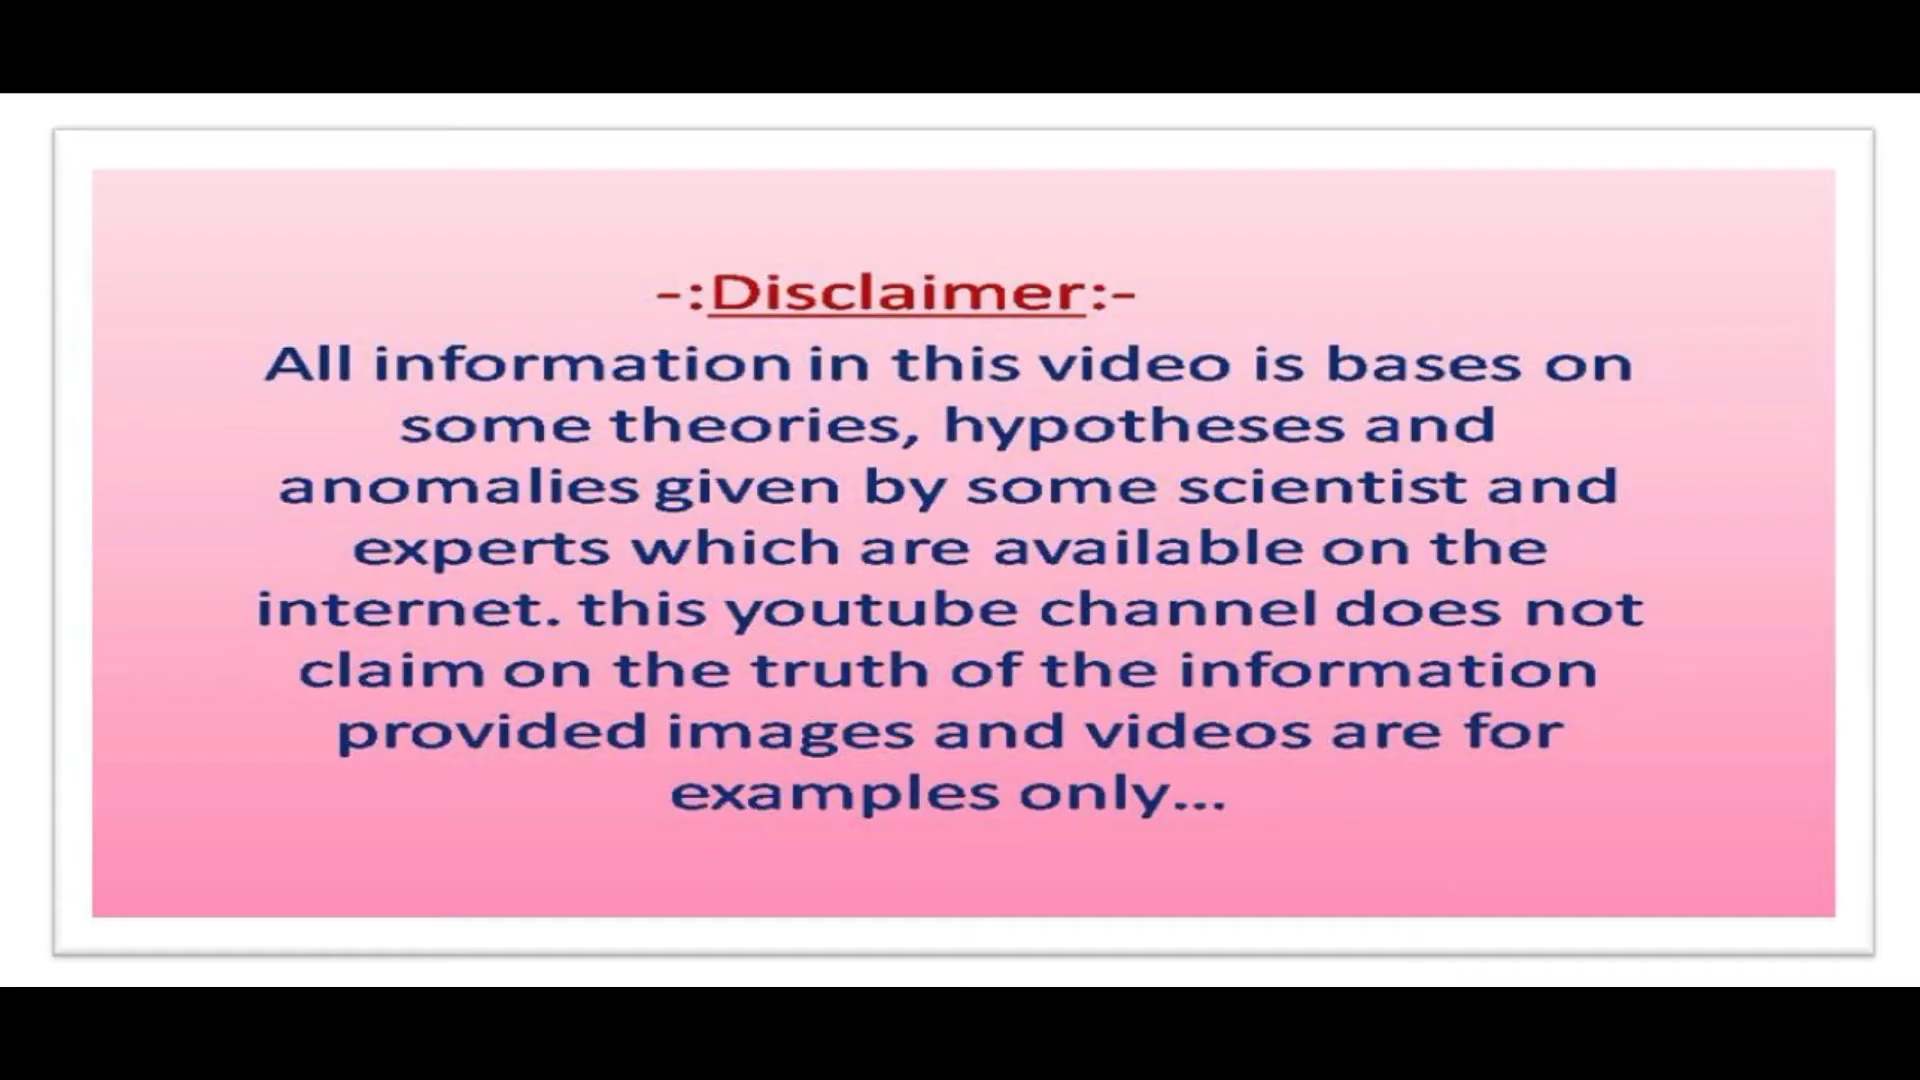 -:Disclaimer:-
All information in this video is bases on
some theories, hypotheses and
anomalies given by some scientist and
experts which are available on the
internet. this youtube channel does not
claim on the truth of the information
provided images and videos are for
examples only...